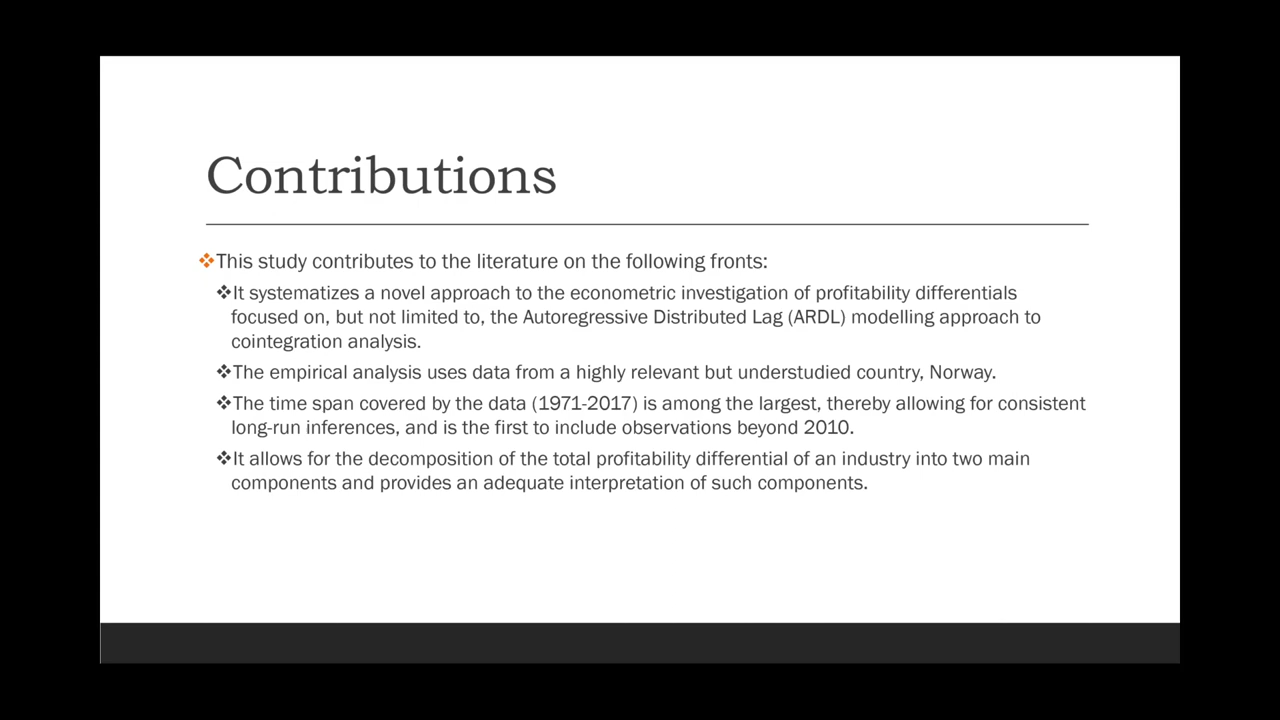 Contributions
❖This study contributes to the literature on the following fronts:
❖It systematizes a novel approach to the econometric investigation of profitability differentials
focused on, but not limited to, the Autoregressive Distributed Lag (ARDL) modelling approach to
cointegration analysis.
❖The empirical analysis uses data from a highly relevant but understudied country, Norway.
❖The time span covered by the data (1971-2017) is among the largest, thereby allowing for consistent
long-run inferences, and is the first to include observations beyond 2010.
❖It allows for the decomposition of the total profitability differential of an industry into two main
components and provides an adequate interpretation of such components.